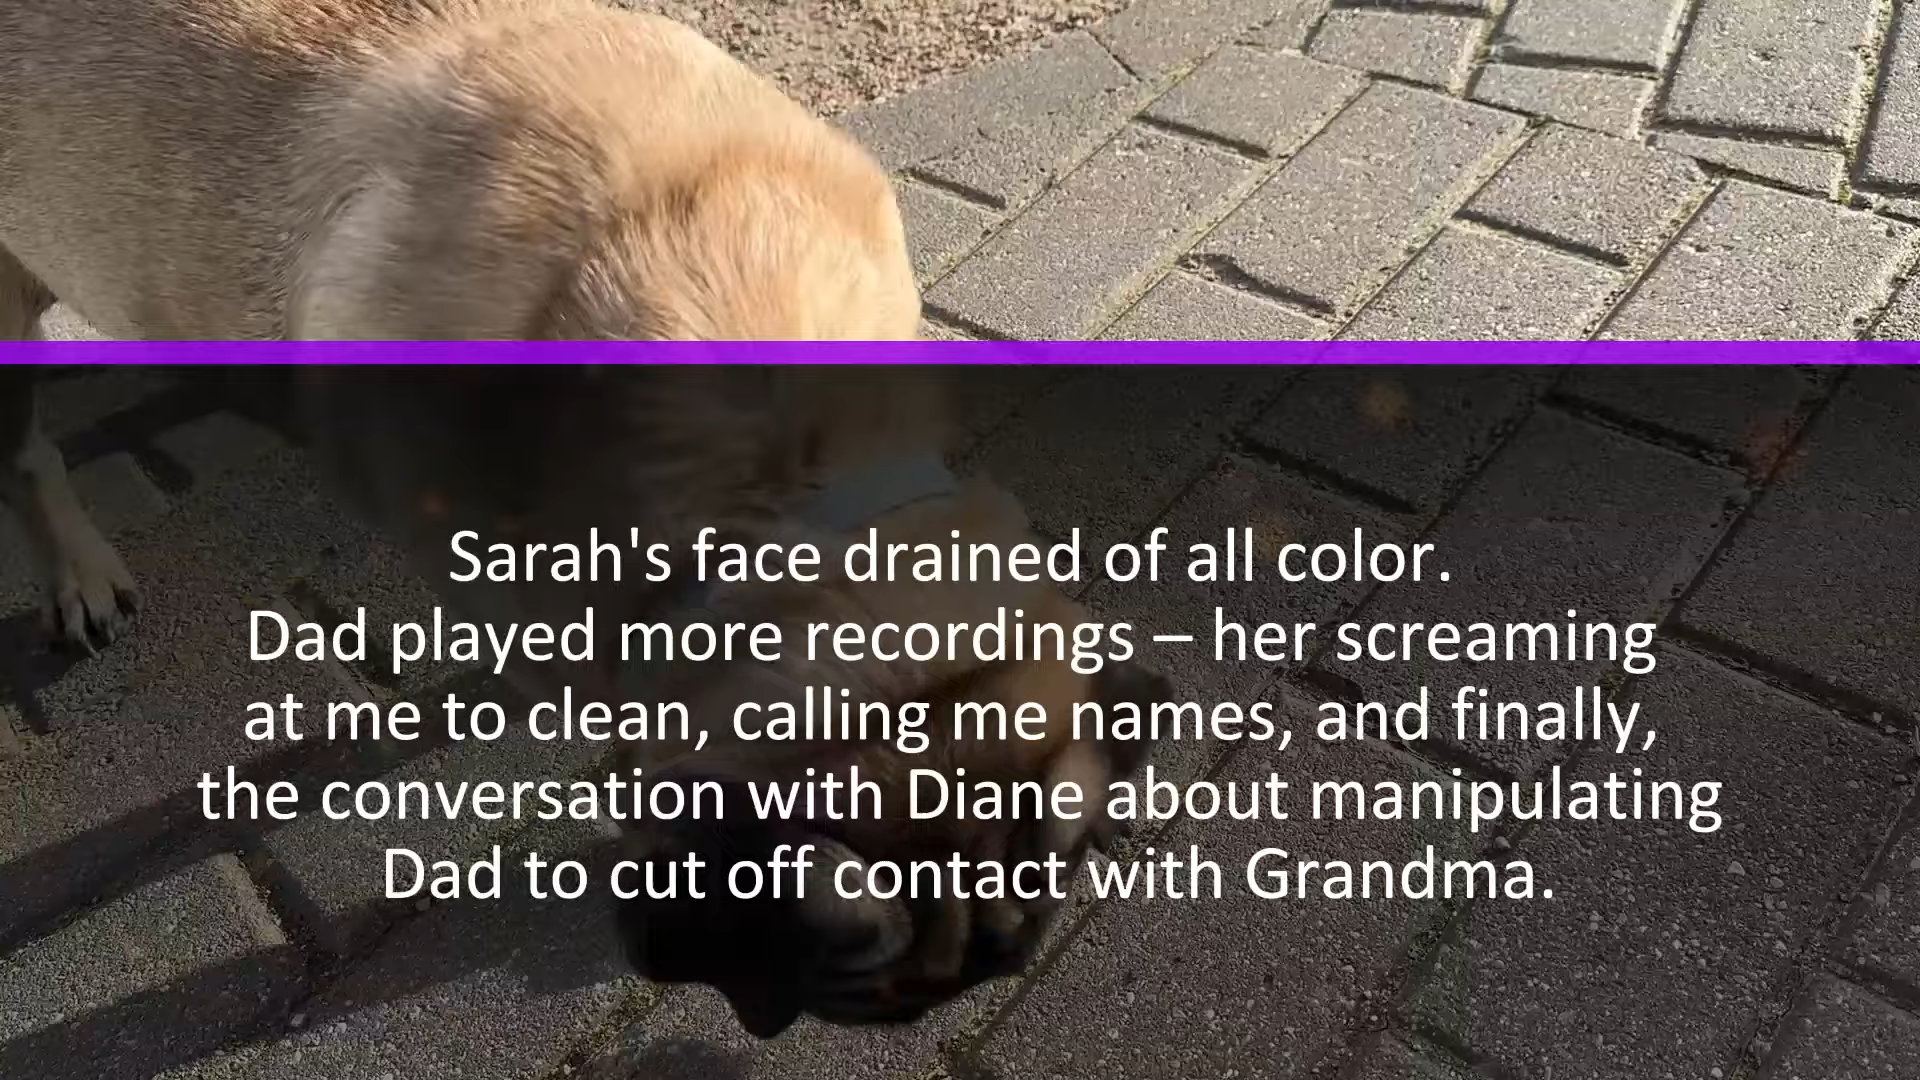 Sarah's face drained of all color.
Dad played more recordings – her screaming
at me to clean, calling me names, and finally,
the conversation with Diane about manipulating
Dad to cut off contact with Grandma.